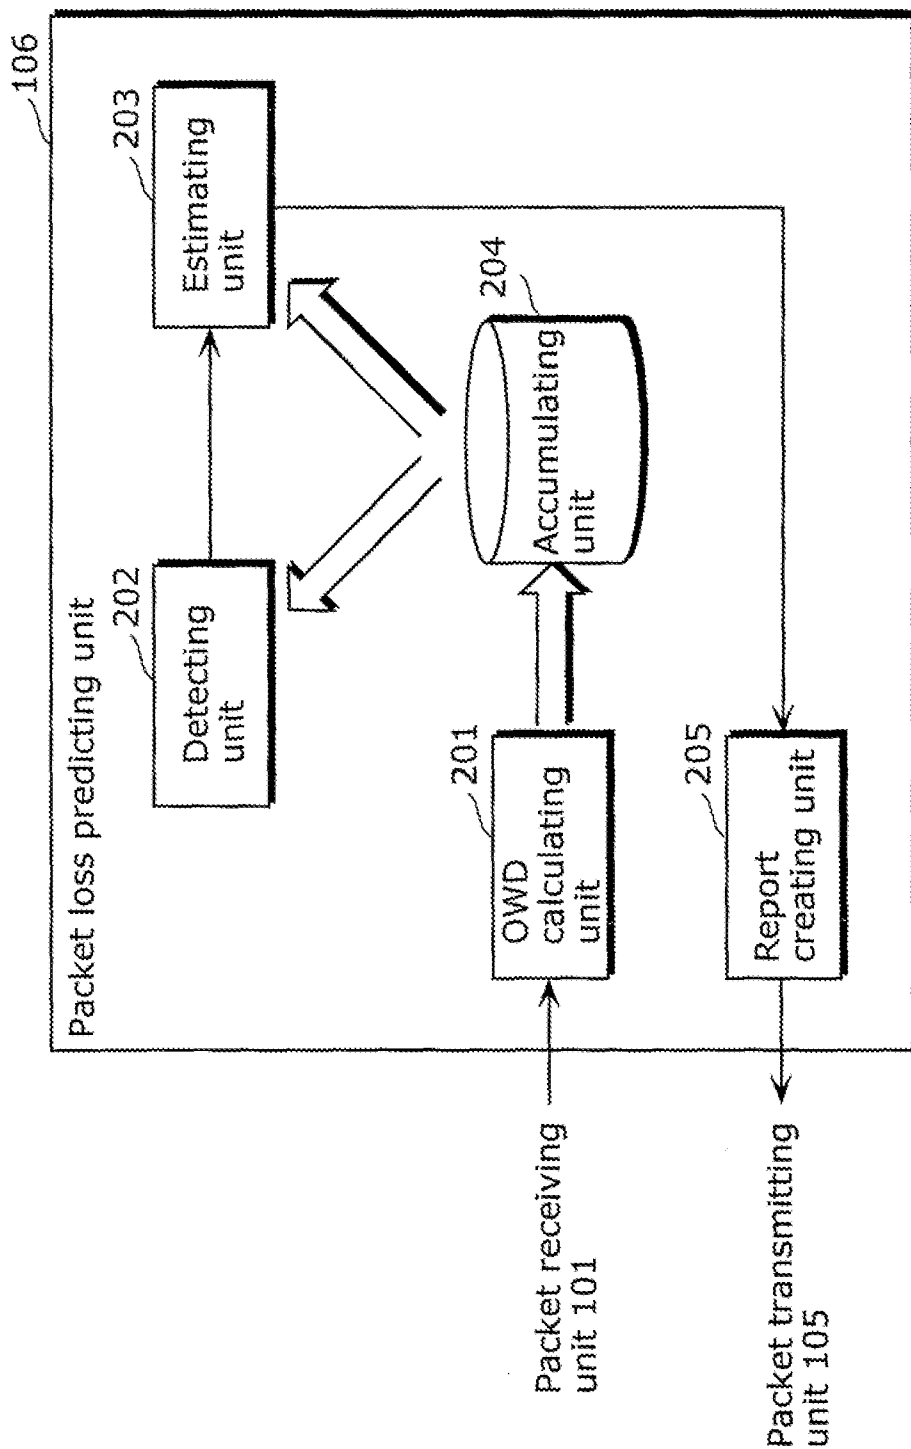 106
Packet loss predicting unit
202
Detecting
unit
203
Estimating
unit
204
Accumulating
unit
201
OWD
calculating
unit
205
Report
creating unit
Packet receiving
unit 101
Packet transmitting
unit 105